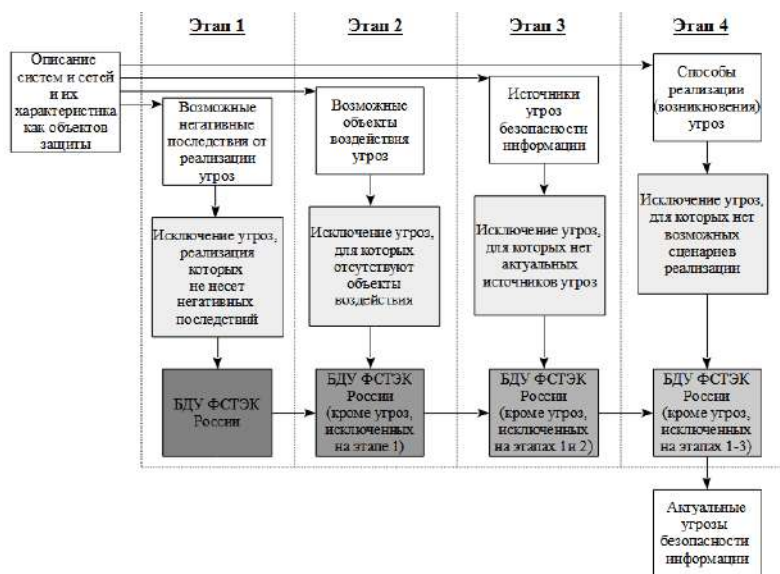 Этап 1
Этап 2
Этап 3
Этап 4
Описание
систем и сетей
и их
характеристика
как объектов
защиты
Возможные
негативные
последствия от
реализации
угроз
Возможные
объекты
воздействия
угроз
Источники
угроз
безопасности
информации
Способы
реализации
(возникновения)
угроз
Исключение угроз,
реализация
которых
не несет
негативных
последствий
Исключение угроз,
для которых
отсутствуют
объекты
воздействия
Исключение угроз,
для которых нет
актуальных
источников угроз
Исключение угроз,
для которых нет
возможных
сценариев
реализации
БДУ ФСТЭК
России
БДУ ФСТЭК
России
(кроме угроз,
исключенных
на этапе 1)
БДУ ФСТЭК
России
(кроме угроз,
исключенных
на этапах 1 и 2)
БДУ ФСТЭК
России
(кроме угроз,
исключенных
на этапах 1-3)
Актуальные
угрозы
безопасности
информации